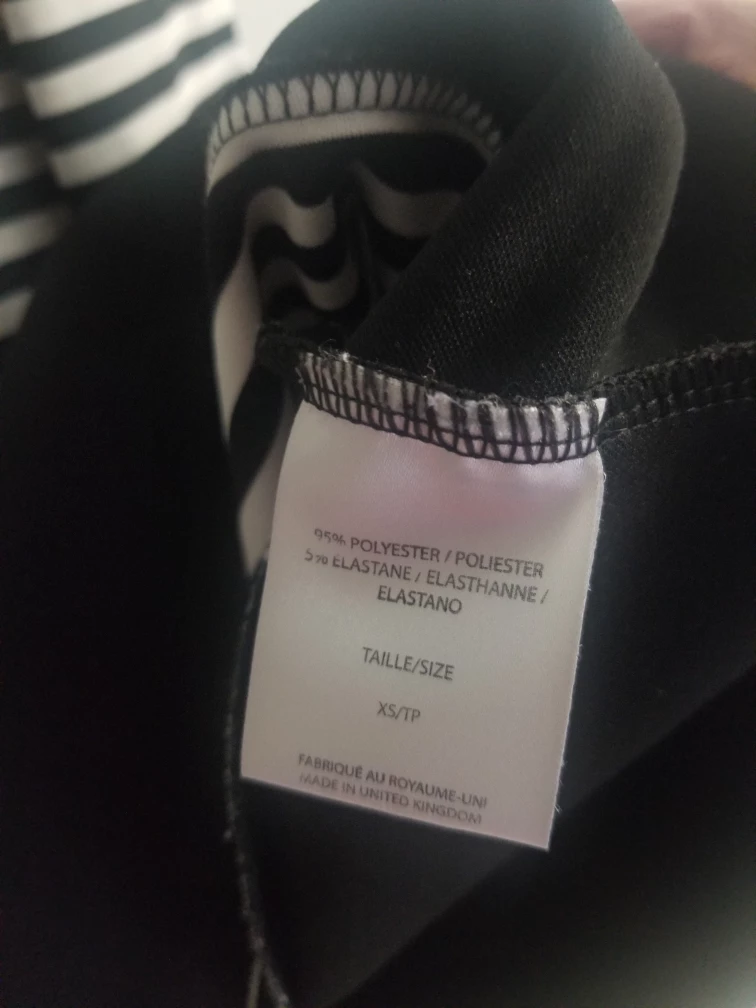 95% POLYESTER / POLIESTER
5% ELASTANE / ELASTHANNE /
ELASTANO
TAILLE/SIZE
XS/TP
FABRIQUÉ AU ROYAUME-UNI
MADE IN UNITED KINGDOM